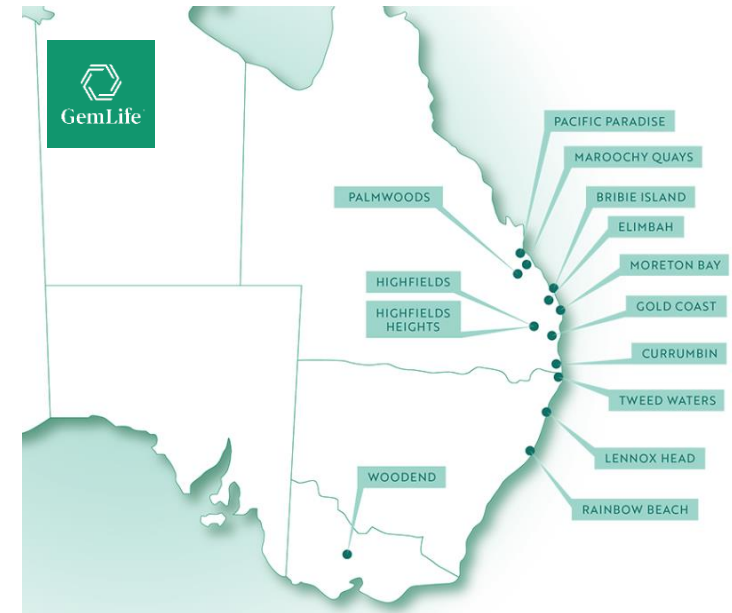 GemLife
PACIFIC PARADISE
MAROOCHY QUAYS
PALMWOODS
BRIBIE ISLAND
ELIMBAH
MORETON BAY
HIGHFIELDS
GOLD COAST
HIGHFIELDS
HEIGHTS
CURRUMBIN
TWEED WATERS
LENNOX HEAD
WOODEND
RAINBOW BEACH